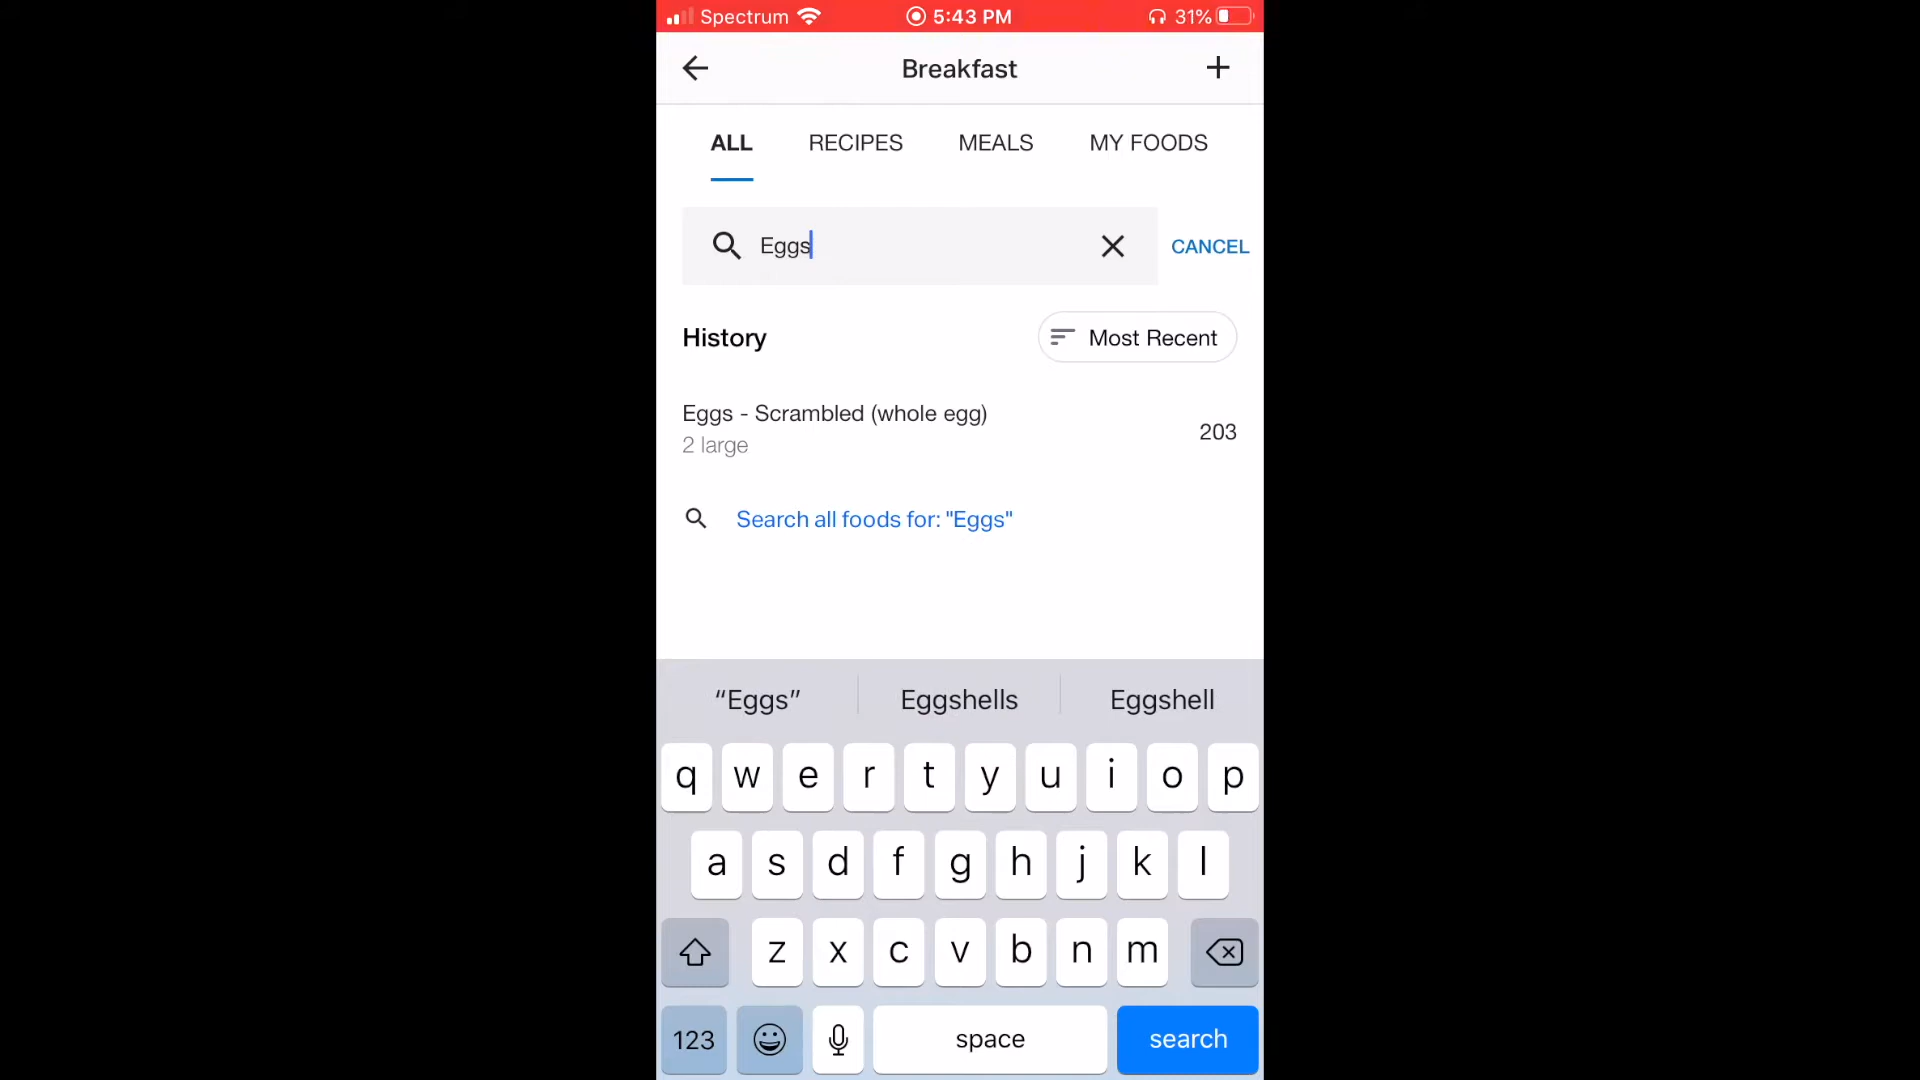 Spectrum 5:43 PM 31%
Breakfast +
ALL RECIPES MEALS MY FOODS
Eggs CANCEL
History Most Recent
Eggs - Scrambled (whole egg)
203
2 large
Search all foods for: "Eggs"
“Eggs” Eggshells Eggshell
q w e r t y u i o p
a s d f g h j k l
z x c v b n m
123 space search